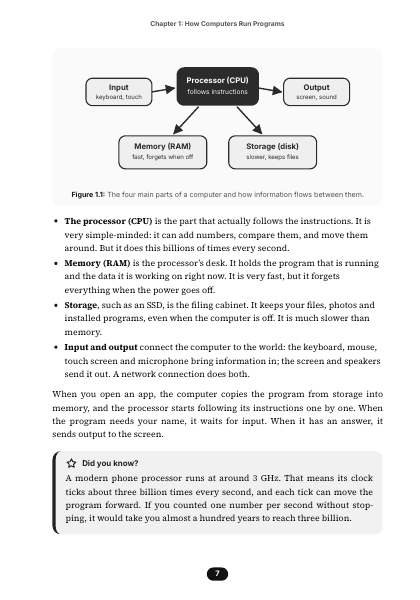 Chapter 1: How Computers Run Programs
Input
keyboard, touch
Processor (CPU)
follows instructions
Output
screen, sound
Memory (RAM)
fast, forgets when off
Storage (disk)
slower, keeps files
Figure 1.1: The four main parts of a computer and how information flows between them.
• The processor (CPU) is the part that actually follows the instructions. It is
very simple-minded: it can add numbers, compare them, and move them
around. But it does this billions of times every second.
• Memory (RAM) is the processor's desk. It holds the program that is running
and the data it is working on right now. It is very fast, but it forgets
everything when the power goes off.
• Storage, such as an SSD, is the filing cabinet. It keeps your files, photos and
installed programs, even when the computer is off. It is much slower than
memory.
• Input and output connect the computer to the world: the keyboard, mouse,
touch screen and microphone bring information in; the screen and speakers
send it out. A network connection does both.
When you open an app, the computer copies the program from storage into
memory, and the processor starts following its instructions one by one. When
the program needs your name, it waits for input. When it has an answer, it
sends output to the screen.
Did you know?
A modern phone processor runs at around 3 GHz. That means its clock
ticks about three billion times every second, and each tick can move the
program forward. If you counted one number per second without stop-
ping, it would take you almost a hundred years to reach three billion.
7